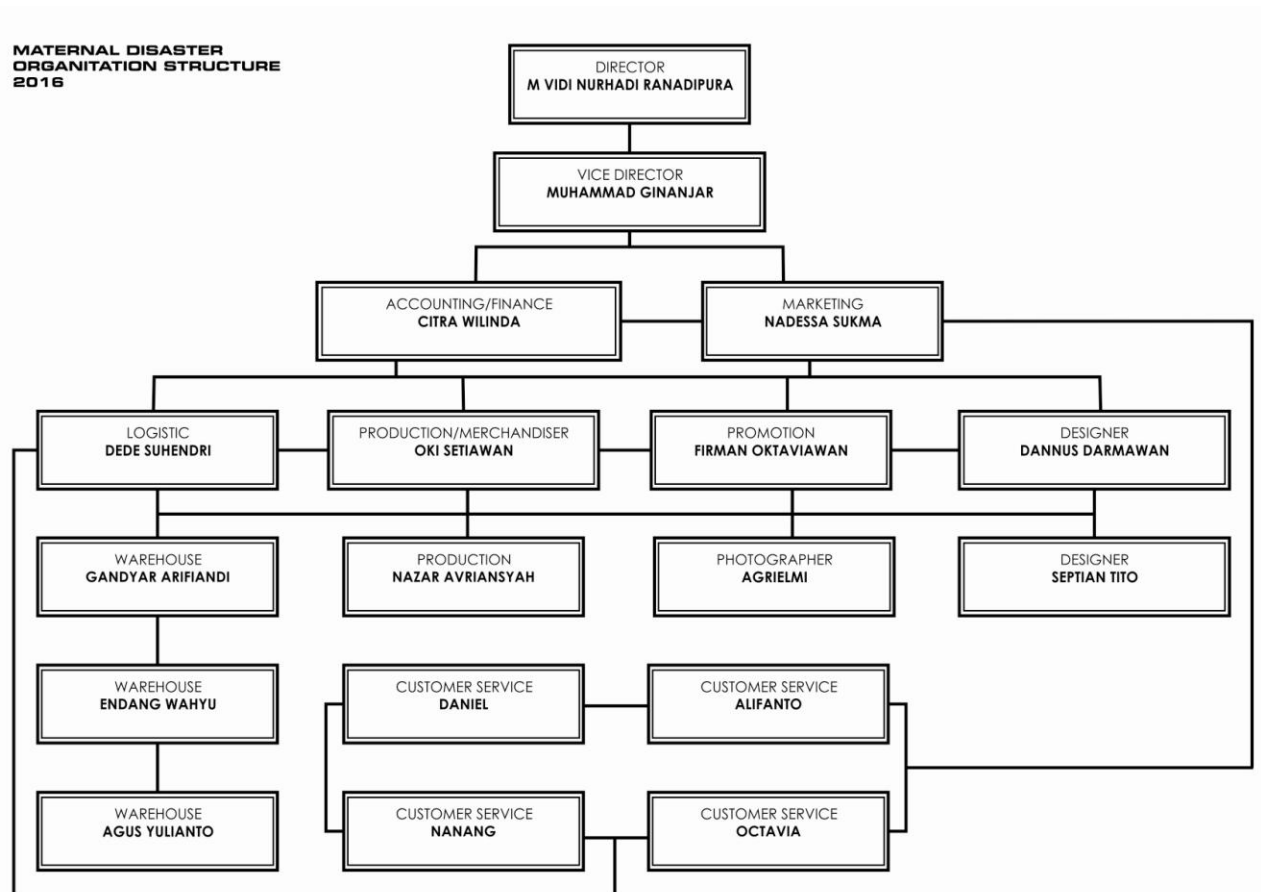 MATERNAL DISASTER
ORGANITATION STRUCTURE
2016
DIRECTOR
M VIDI NURHADI RANADIPURA
VICE DIRECTOR
MUHAMMAD GINANJAR
ACCOUNTING/FINANCE
CITRA WILINDA
MARKETING
NADESSA SUKMA
LOGISTIC
DEDE SUHENDRI
PRODUCTION/MERCHANDISER
OKI SETIAWAN
PROMOTION
FIRMAN OKTAVIAWAN
DESIGNER
DANNUS DARMAWAN
WAREHOUSE
GANDYAR ARIFIANDI
PRODUCTION
NAZAR AVRIANSYAH
PHOTOGRAPHER
AGRIELMI
DESIGNER
SEPTIAN TITO
WAREHOUSE
ENDANG WAHYU
CUSTOMER SERVICE
DANIEL
CUSTOMER SERVICE
ALIFANTO
WAREHOUSE
AGUS YULIANTO
CUSTOMER SERVICE
NANANG
CUSTOMER SERVICE
OCTAVIA